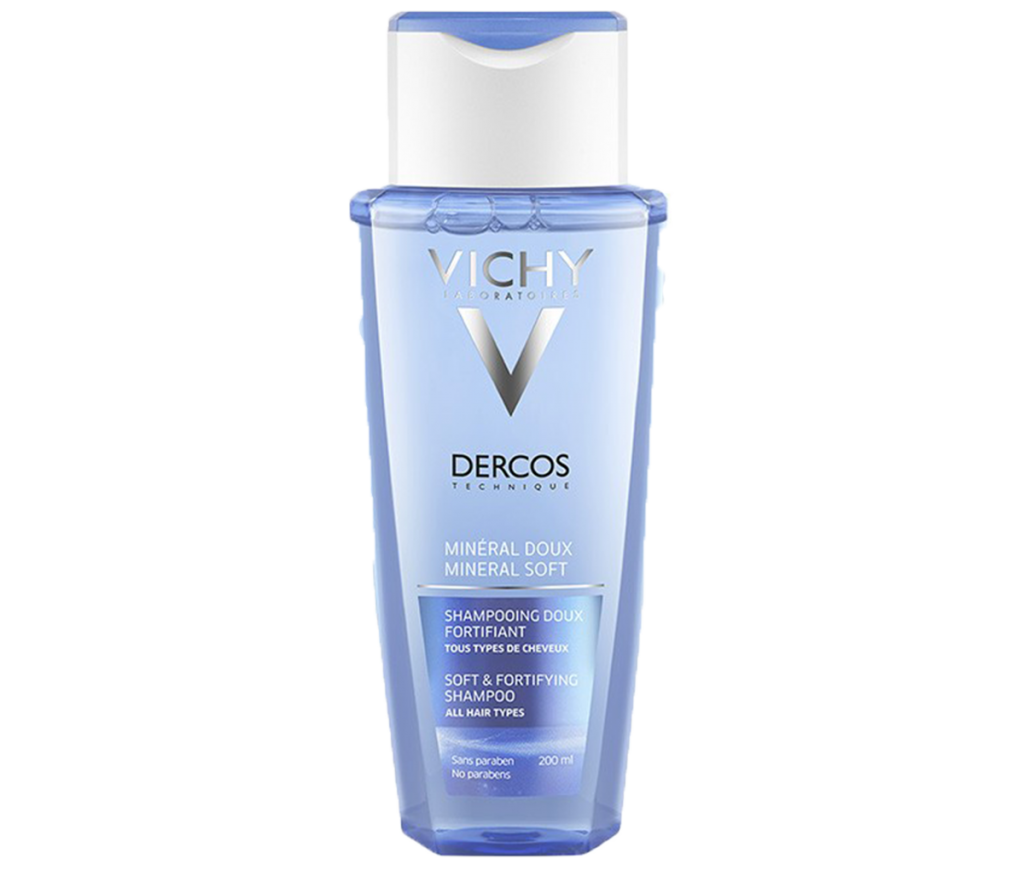 VICHY
LABORATOIRES
V
DERCOS
TECHNIQUE
MINÉRAL DOUX
MINERAL SOFT
SHAMPOOING DOUX
FORTIFIANT
TOUS TYPES DE CHEVEUX
SOFT & FORTIFYING
SHAMPOO
ALL HAIR TYPES
Sans paraben 200 ml
No parabens